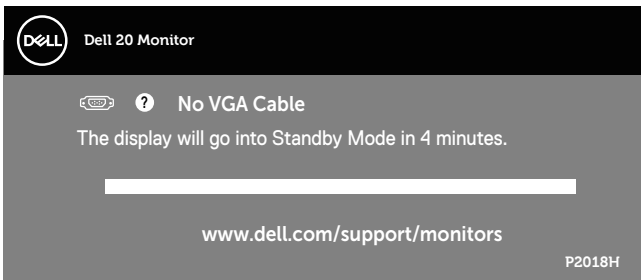 DELL Dell 20 Monitor
? No VGA Cable
The display will go into Standby Mode in 4 minutes.
www.dell.com/support/monitors
P2018H